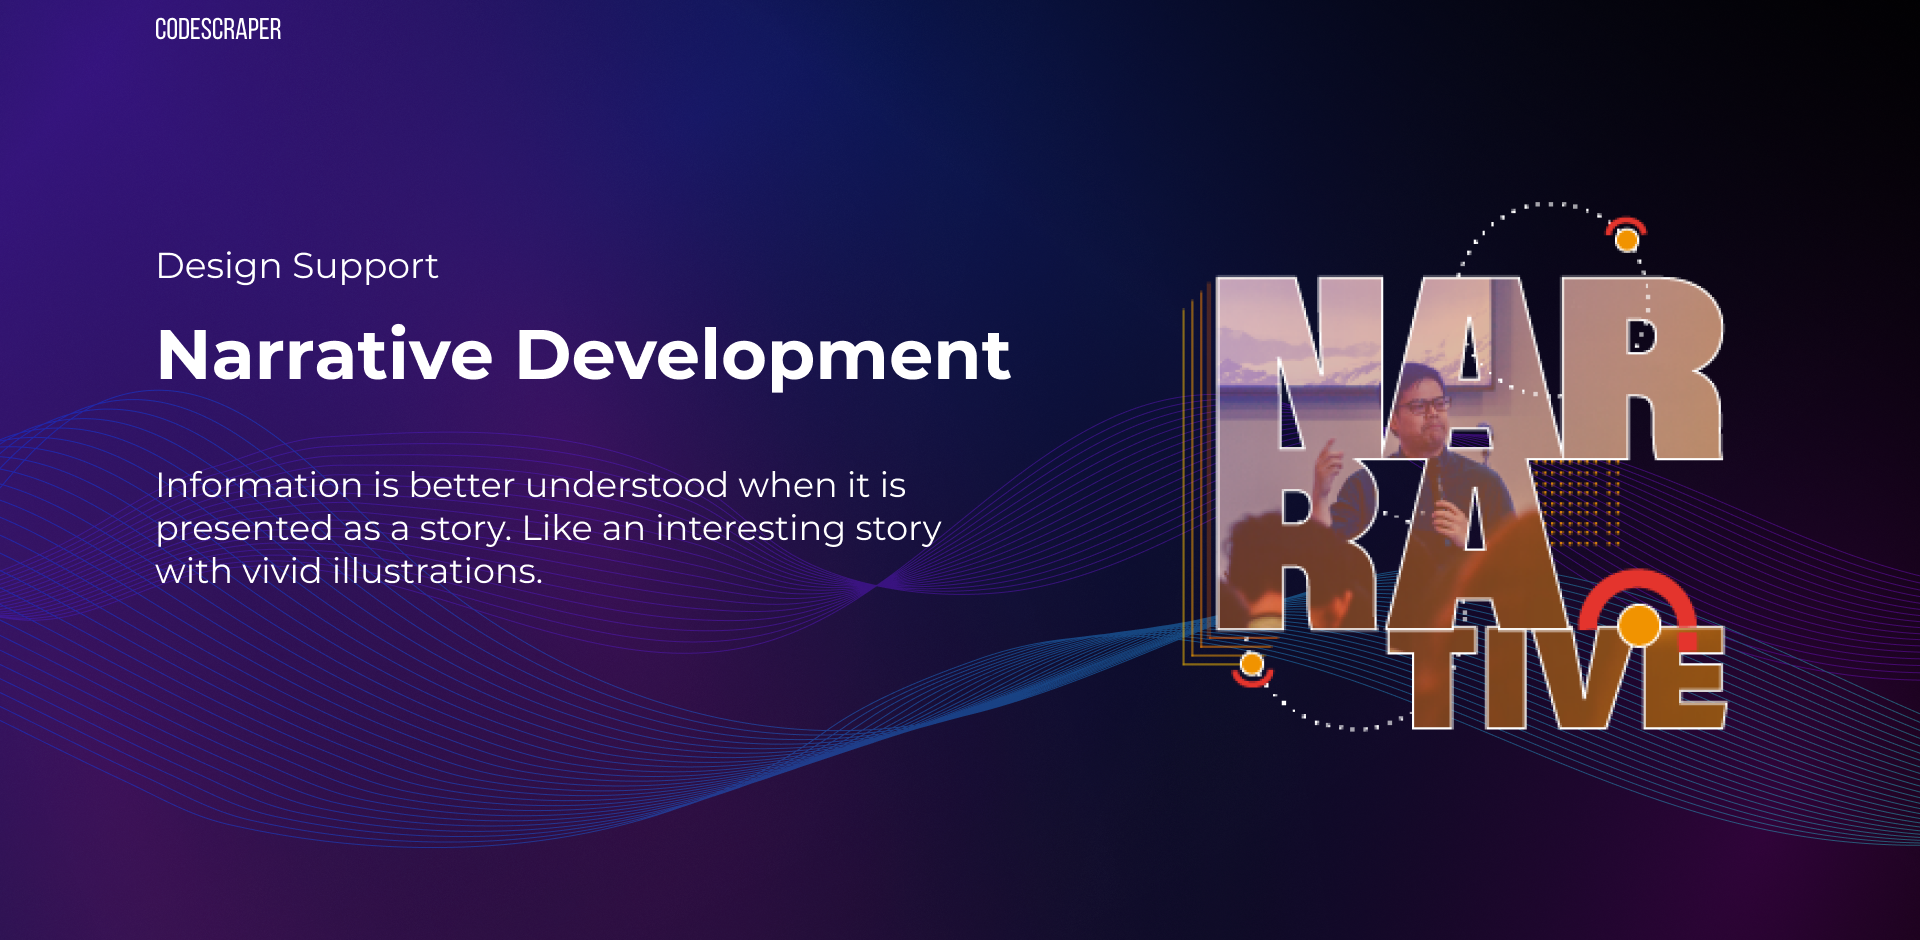 CODESCRAPER
Design Support
Narrative Development
Information is better understood when it is
presented as a story. Like an interesting story
with vivid illustrations.
NAR
RA
TIVE